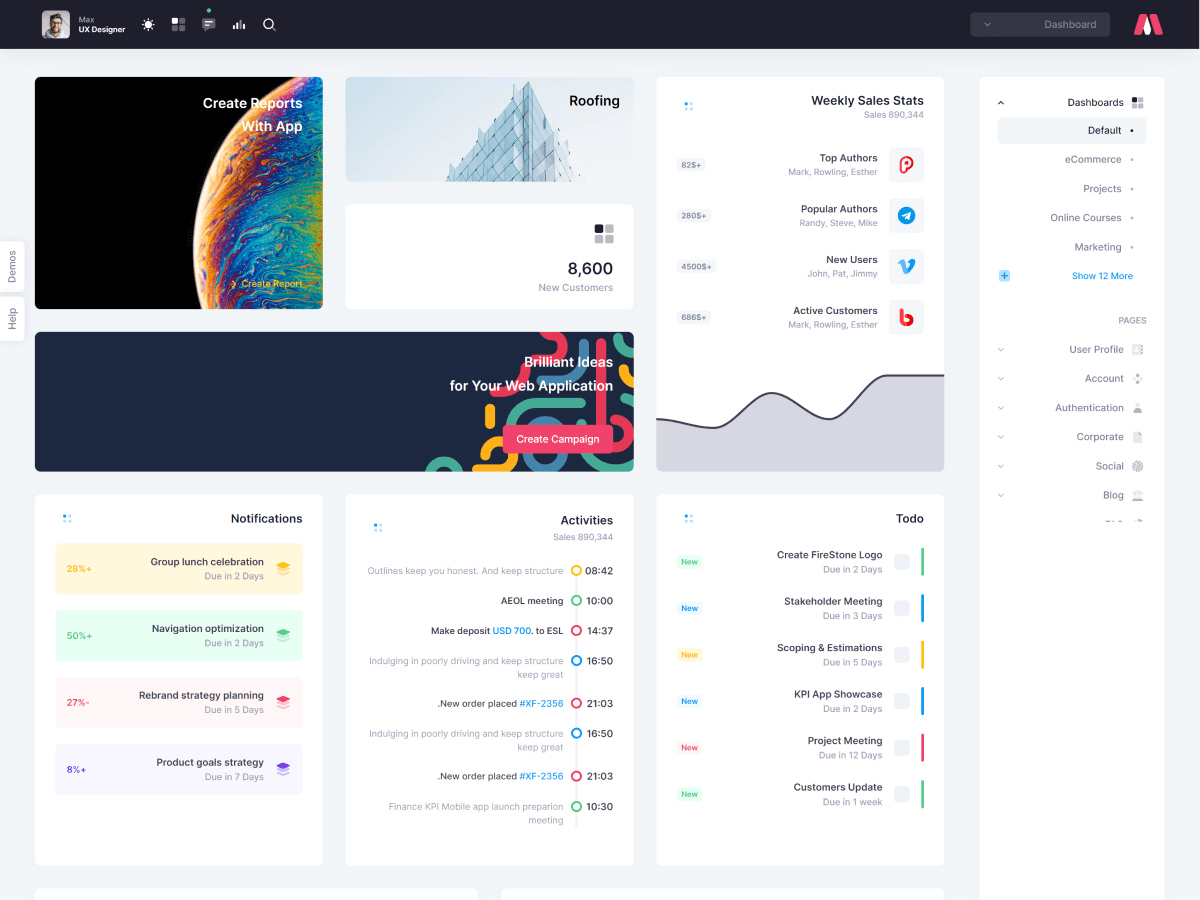 Max
UX Designer
Dashboard
Create Reports
With App
Create Report
Roofing
8,600
New Customers
Weekly Sales Stats
Sales 890,344
Top Authors
Mark, Rowling, Esther
82$+
Popular Authors
Randy, Steve, Mike
280$+
New Users
John, Pat, Jimmy
4500$+
Active Customers
Mark, Rowling, Esther
686$+
Dashboards
Default
eCommerce
Projects
Online Courses
Marketing
Show 12 More
PAGES
User Profile
Account
Authentication
Corporate
Social
Blog
Demos
Help
Brilliant Ideas
for Your Web Application
Create Campaign
Notifications
Group lunch celebration
Due in 2 Days
28%+
Navigation optimization
Due in 2 Days
50%+
Rebrand strategy planning
Due in 5 Days
27%-
Product goals strategy
Due in 7 Days
8%+
Activities
Sales 890,344
08:42 Outlines keep you honest. And keep structure
10:00 AEOL meeting
14:37 Make deposit USD 700. to ESL
16:50 Indulging in poorly driving and keep structure
keep great
21:03 .New order placed #XF-2356
16:50 Indulging in poorly driving and keep structure
keep great
21:03 .New order placed #XF-2356
10:30 Finance KPI Mobile app launch preparion
meeting
Todo
Create FireStone Logo
Due in 2 Days
New
Stakeholder Meeting
Due in 3 Days
New
Scoping & Estimations
Due in 5 Days
New
KPI App Showcase
Due in 2 Days
New
Project Meeting
Due in 12 Days
New
Customers Update
Due in 1 week
New